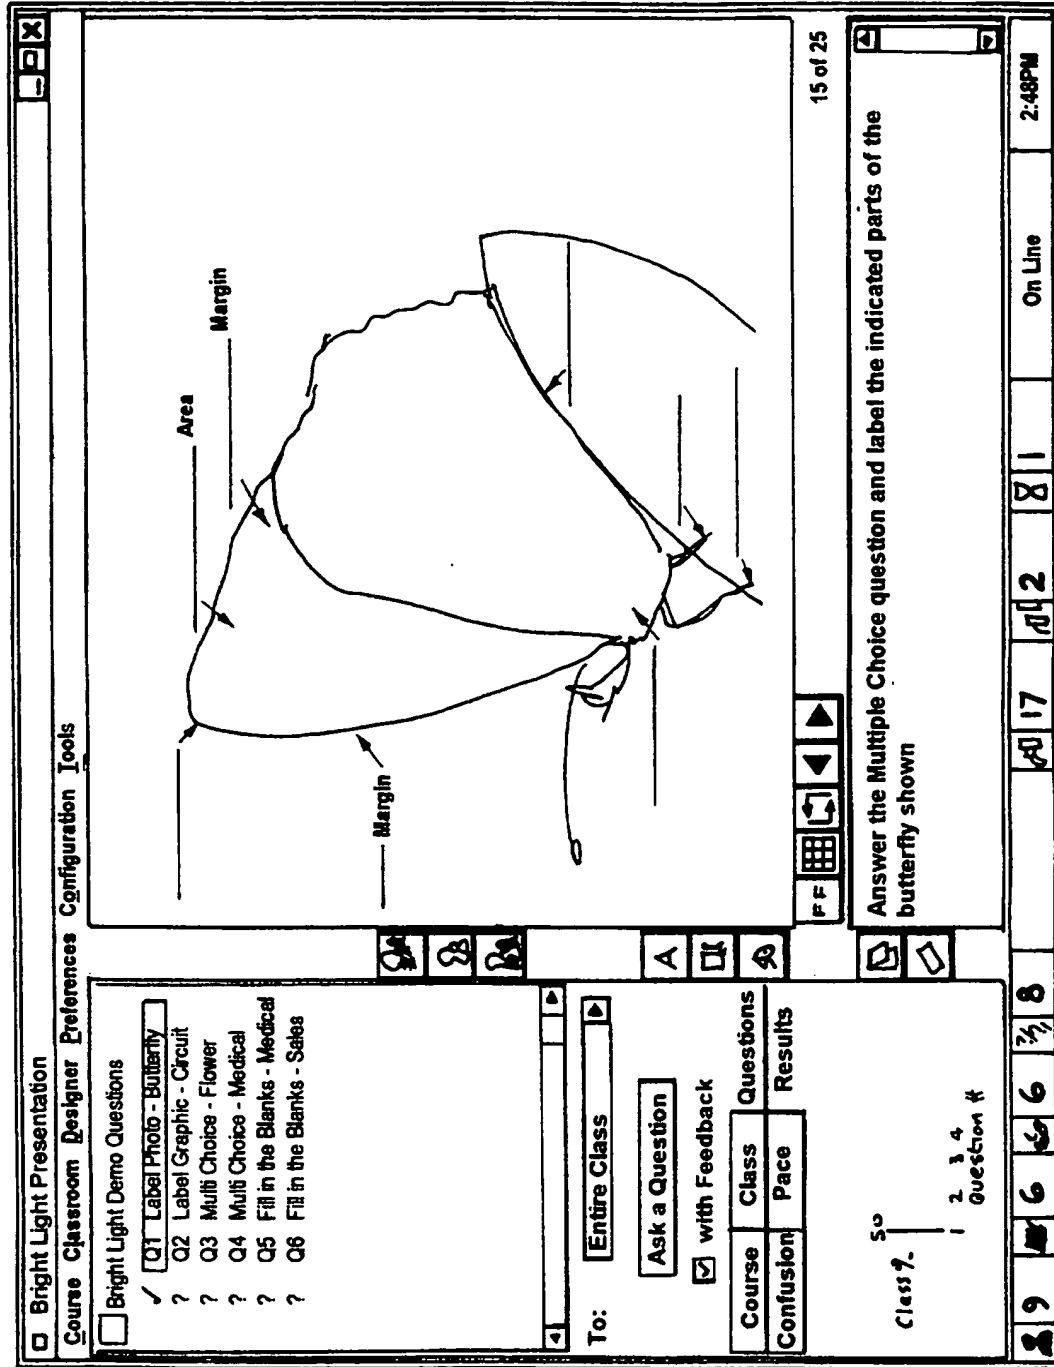 Bright Light Presentation
Course Classroom Designer Preferences Configuration Tools
Bright Light Demo Questions
✓ Q1 Label Photo - Butterfly
? Q2 Label Graphic - Circuit
? Q3 Multi Choice - Flower
? Q4 Multi Choice - Medical
? Q5 Fill in the Blanks - Medical
? Q6 Fill in the Blanks - Sales
To: Entire Class
Ask a Question
with Feedback
Course Class Questions
Confusion Pace Results
Class %
50
1 2 3 4
Question #
A
Area
Margin
Margin
FF
15 of 25
Answer the Multiple Choice question and label the indicated parts of the
butterfly shown
9 6 6 8 17 2 1 On Line 2:48PM